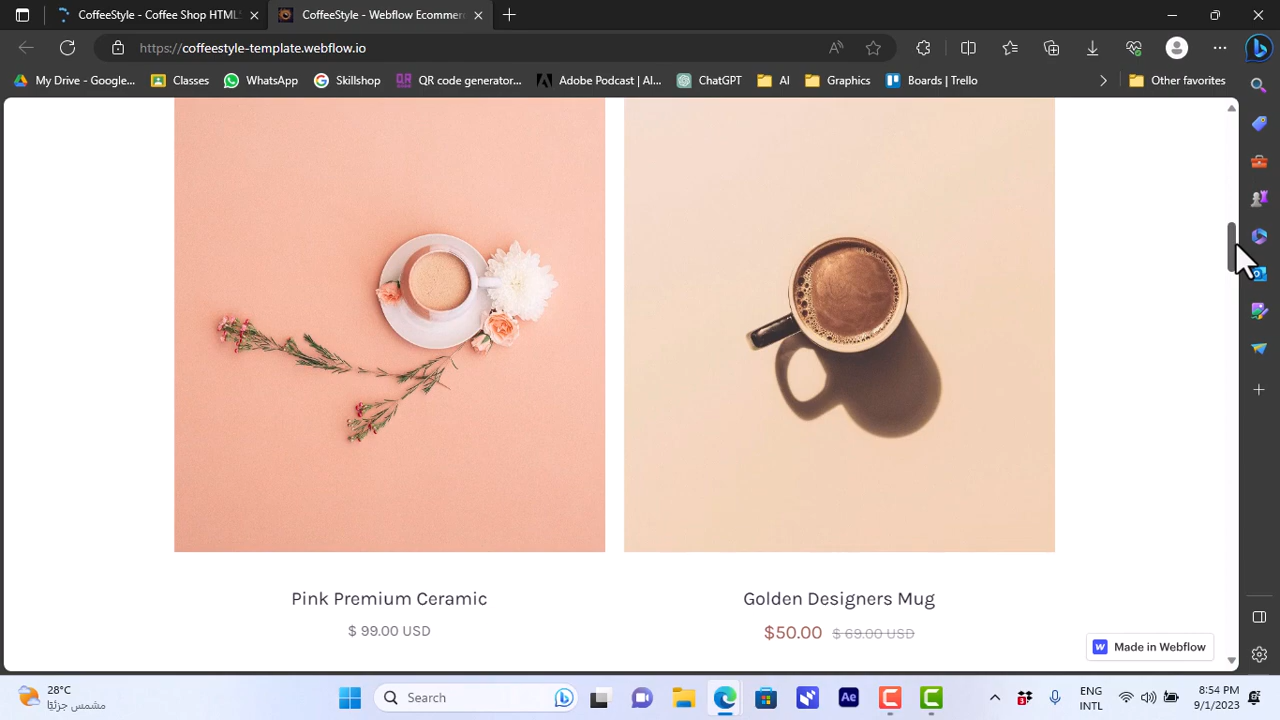 CoffeeStyle - Coffee Shop HTML
CoffeeStyle - Webflow Ecommerc
https://coffeestyle-template.webflow.io
My Drive - Google...
Classes
WhatsApp
Skillshop
QR code generator...
Adobe Podcast | Al...
ChatGPT
AI
Graphics
Boards | Trello
Other favorites
Pink Premium Ceramic
$ 99.00 USD
Golden Designers Mug
$50.00 $ 69.00 USD
Made in Webflow
28°C
مشمس جزئيًا
Search
Ae
ENG
INTL
8:54 PM
9/1/2023